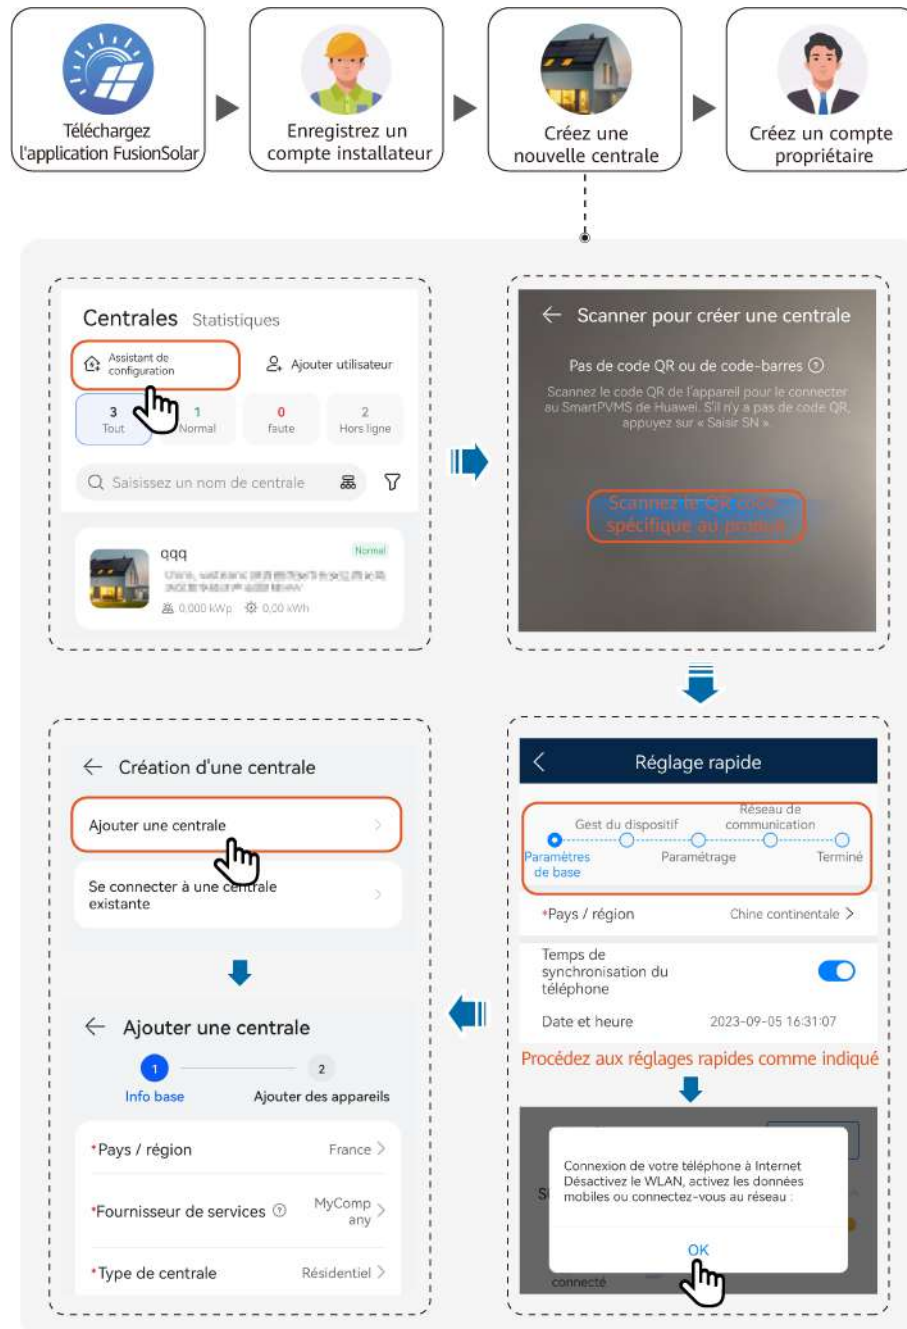 Téléchargez
l'application FusionSolar
Enregistrez un
compte installateur
Créez une
nouvelle centrale
Créez un compte
propriétaire
Centrales Statistiques
Assistant de
configuration
Ajouter utilisateur
3
Tout
1
Normal
0
faute
2
Hors ligne
Saisissez un nom de centrale
qqq
Normal
0,000 kWp
0,00 kWh
Scanner pour créer une centrale
Pas de code QR ou de code-barres ?
Scannez le code QR de l'appareil pour le connecter
au SmartPVMS de Huawei. S'il n'y a pas de code QR,
appuyez sur « Saisir SN ».
Scannez le QR code
spécifique au produit
Réglage rapide
Gest du dispositif
Réseau de
communication
Paramètres
de base
Paramétrage
Terminé
*Pays / région
Chine continentale >
Temps de
synchronisation du
téléphone
Date et heure
2023-09-05 16:31:07
Procédez aux réglages rapides comme indiqué
Connexion de votre téléphone à Internet
Désactivez le WLAN, activez les données
mobiles ou connectez-vous au réseau :
OK
connecté
Création d'une centrale
Ajouter une centrale >
Se connecter à une centrale
existante >
Ajouter une centrale
1
2
Info base
Ajouter des appareils
*Pays / région
France >
*Fournisseur de services ?
MyComp
any >
*Type de centrale
Résidentiel >